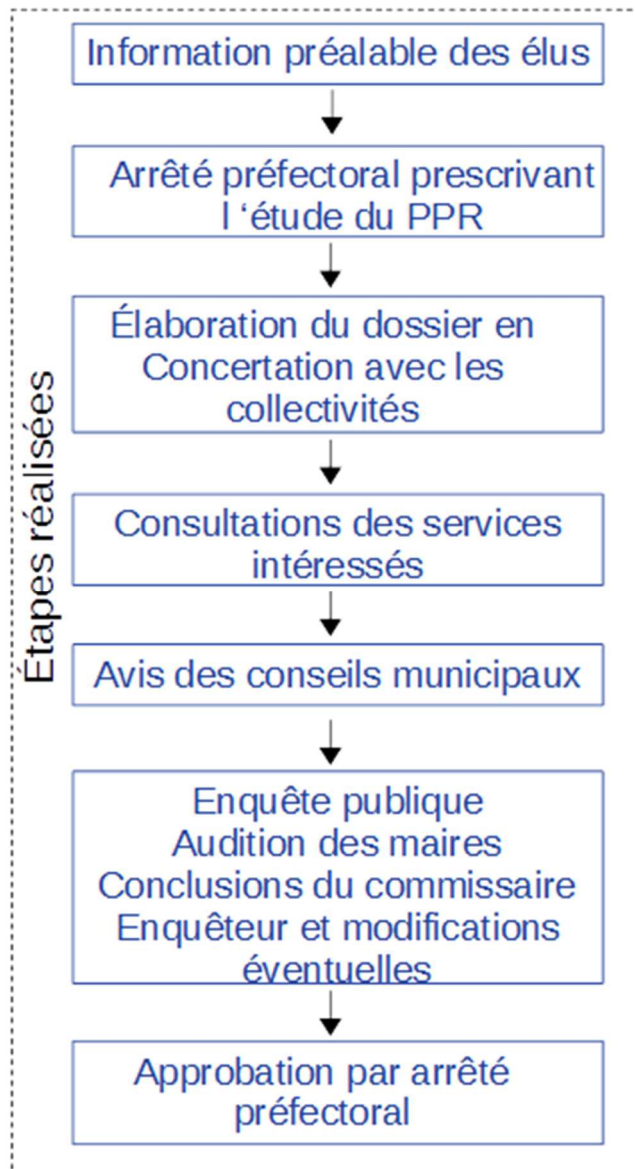 Information préalable des élus
Arrêté préfectoral prescrivant
l ‘étude du PPR
Élaboration du dossier en
Concertation avec les
collectivités
Consultations des services
intéressés
Avis des conseils municipaux
Enquête publique
Audition des maires
Conclusions du commissaire
Enquêteur et modifications
éventuelles
Approbation par arrêté
préfectoral
Étapes réalisées